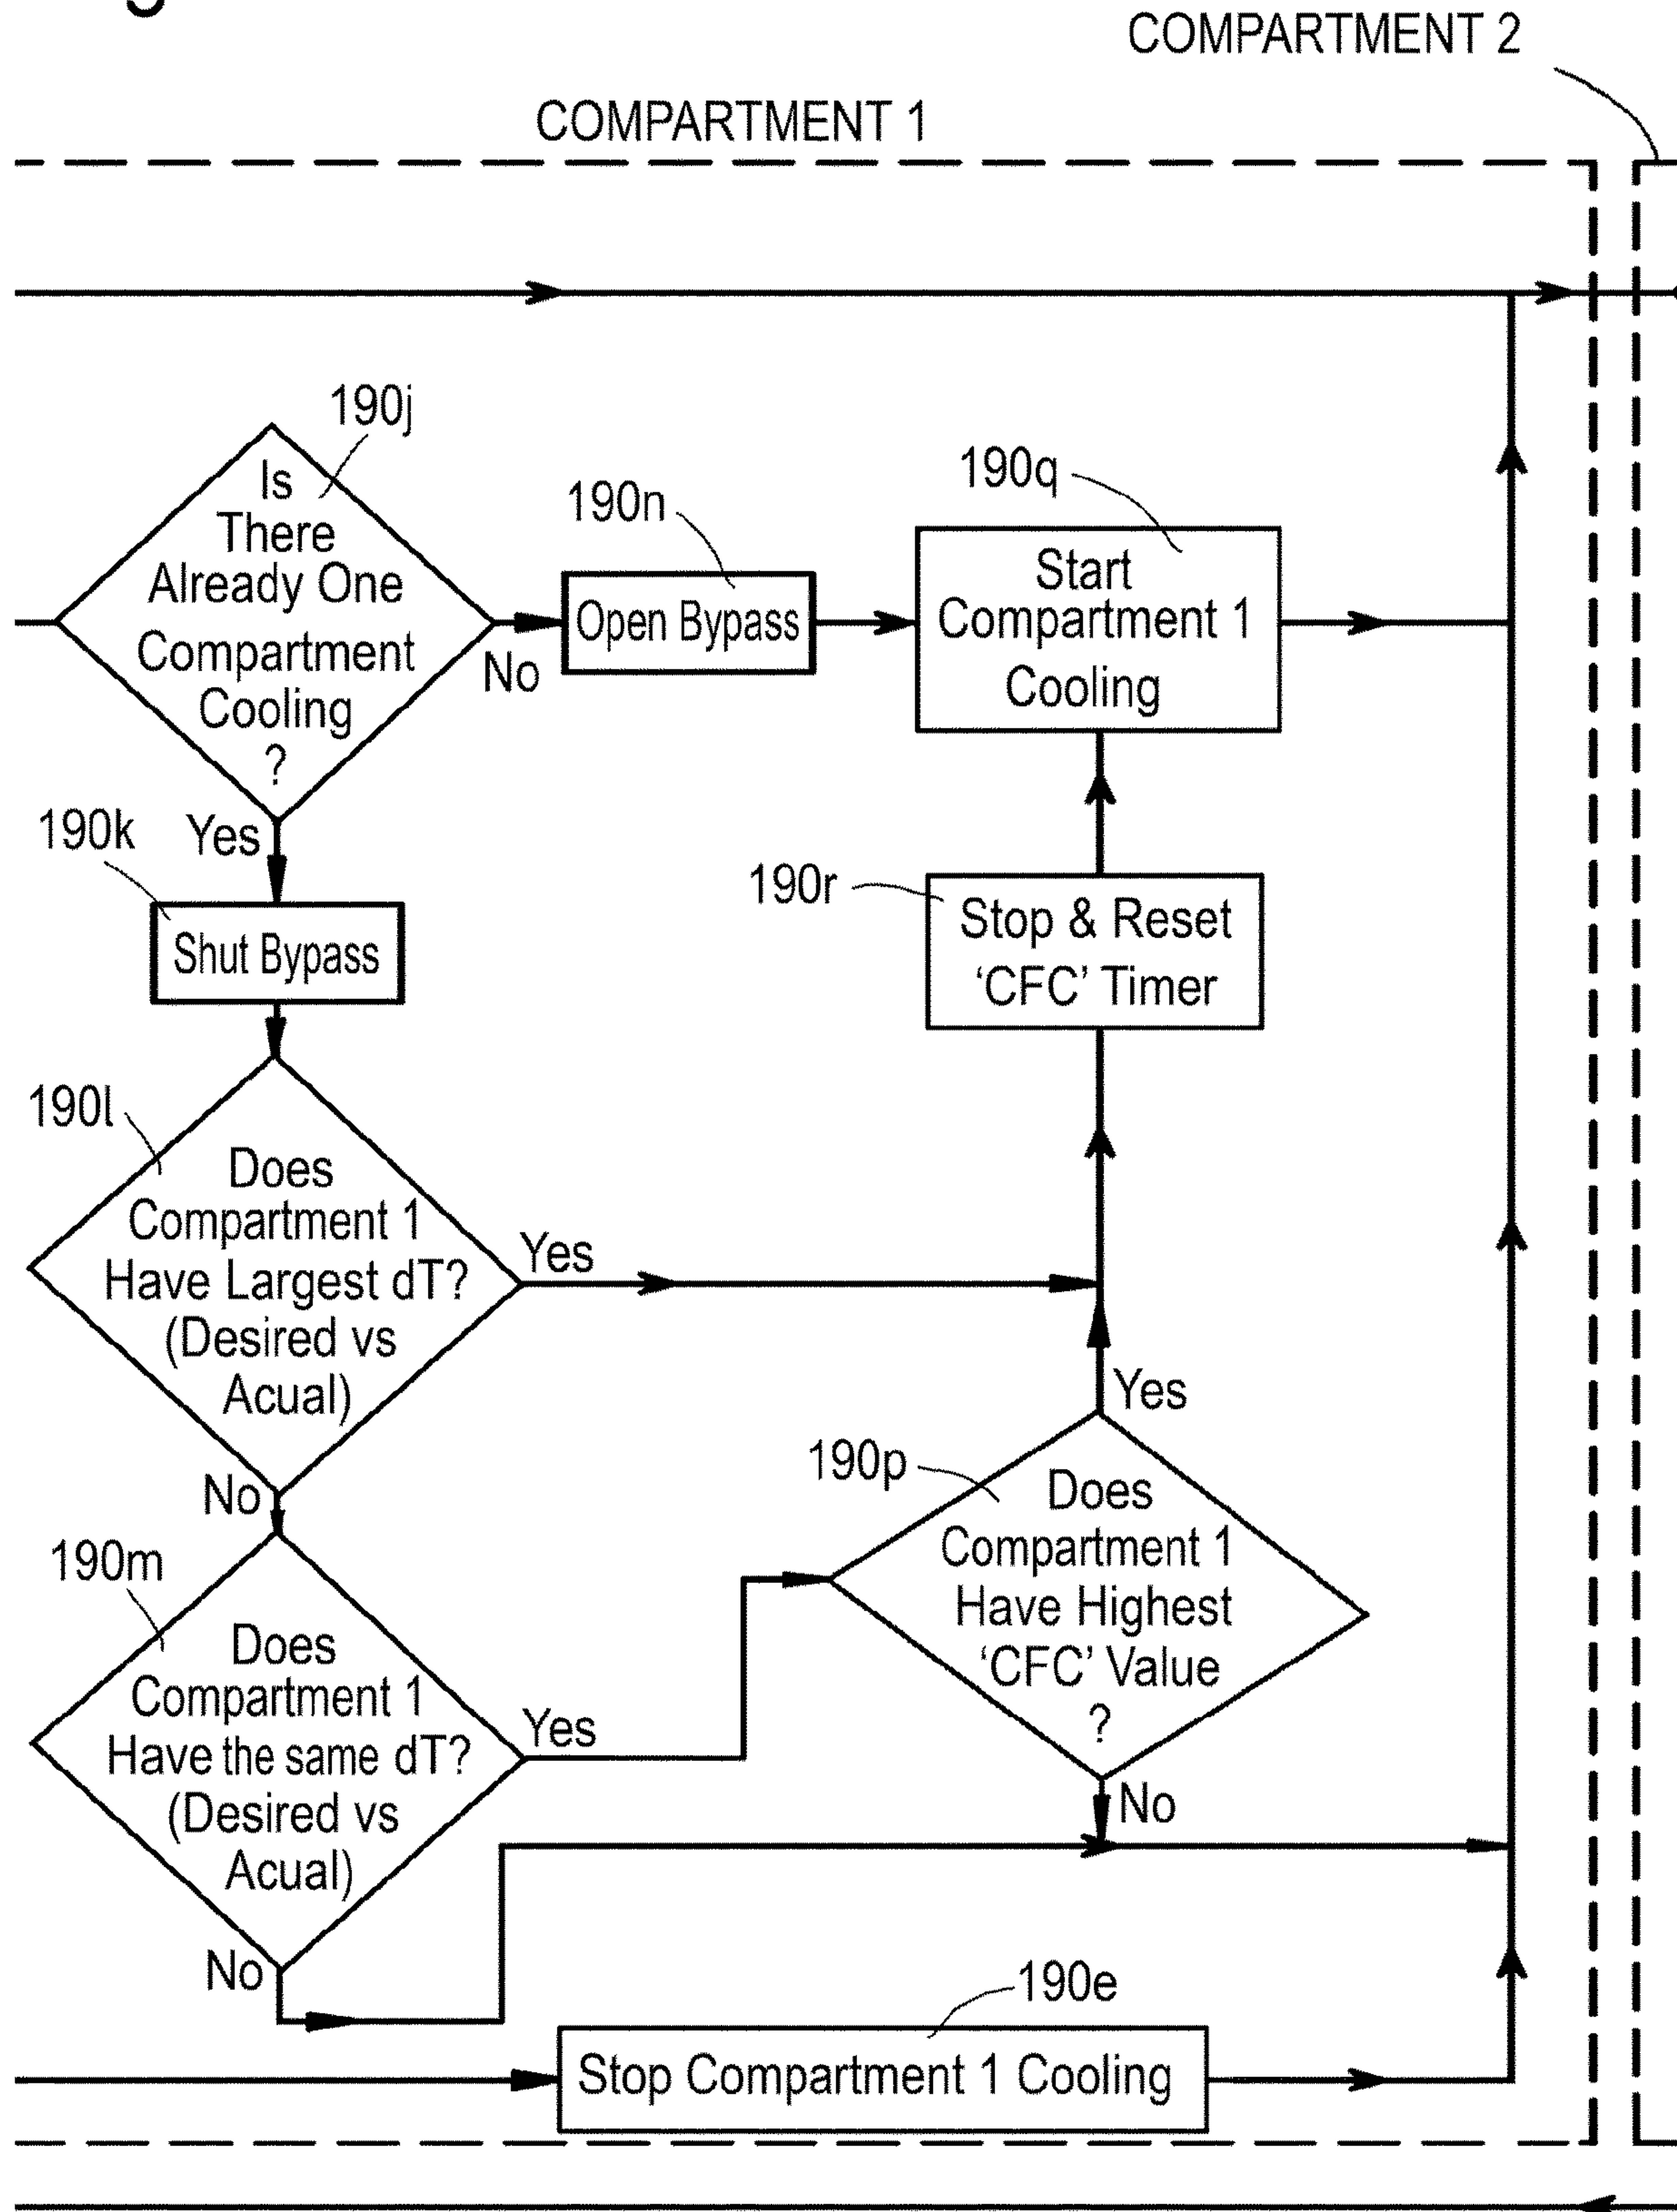 COMPARTMENT 2
COMPARTMENT 1
190j
Is
There
Already One
Compartment
Cooling
?
No
Yes
190n
Open Bypass
190q
Start
Compartment 1
Cooling
190k
Shut Bypass
190r
Stop & Reset
‘CFC’ Timer
190l
Does
Compartment 1
Have Largest dT?
(Desired vs
Acual)
Yes
No
190p
Does
Compartment 1
Have Highest
‘CFC’ Value
?
Yes
No
190m
Does
Compartment 1
Have the same dT?
(Desired vs
Acual)
Yes
No
190e
Stop Compartment 1 Cooling